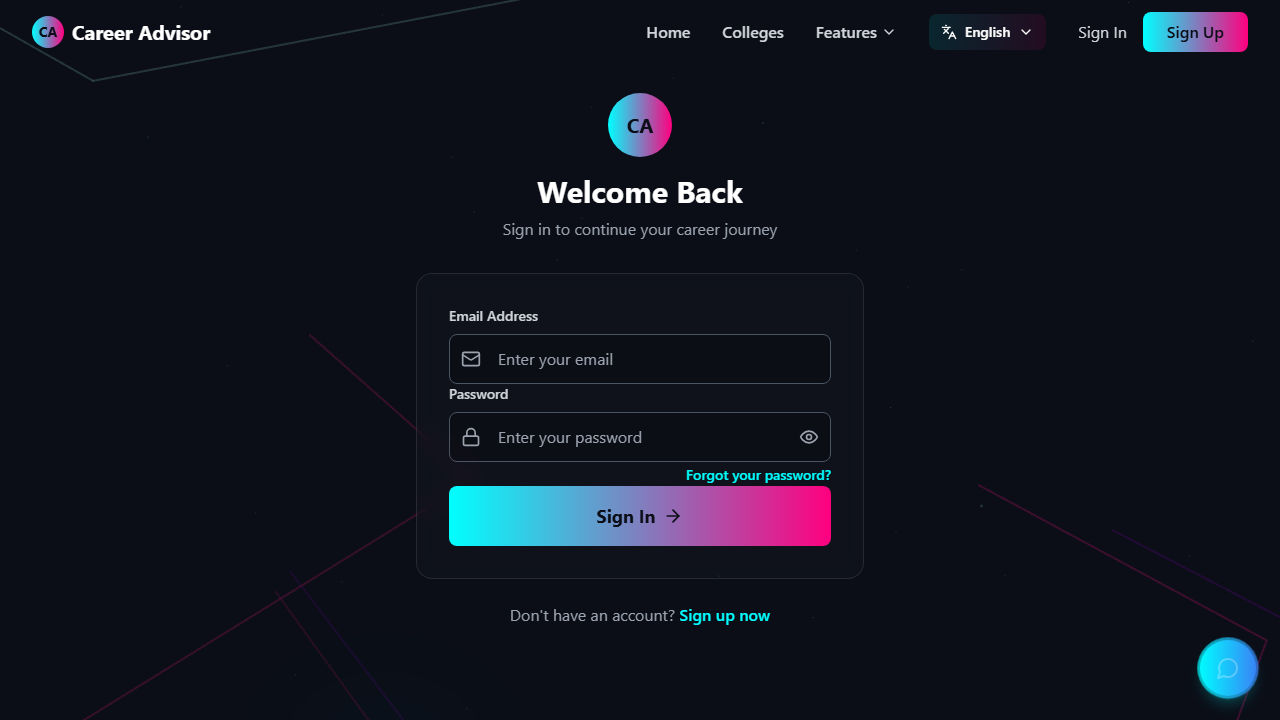 CA Career Advisor
Home Colleges Features English Sign In Sign Up
CA
Welcome Back
Sign in to continue your career journey
Email Address
Enter your email
Password
Enter your password
Forgot your password?
Sign In
Don't have an account? Sign up now